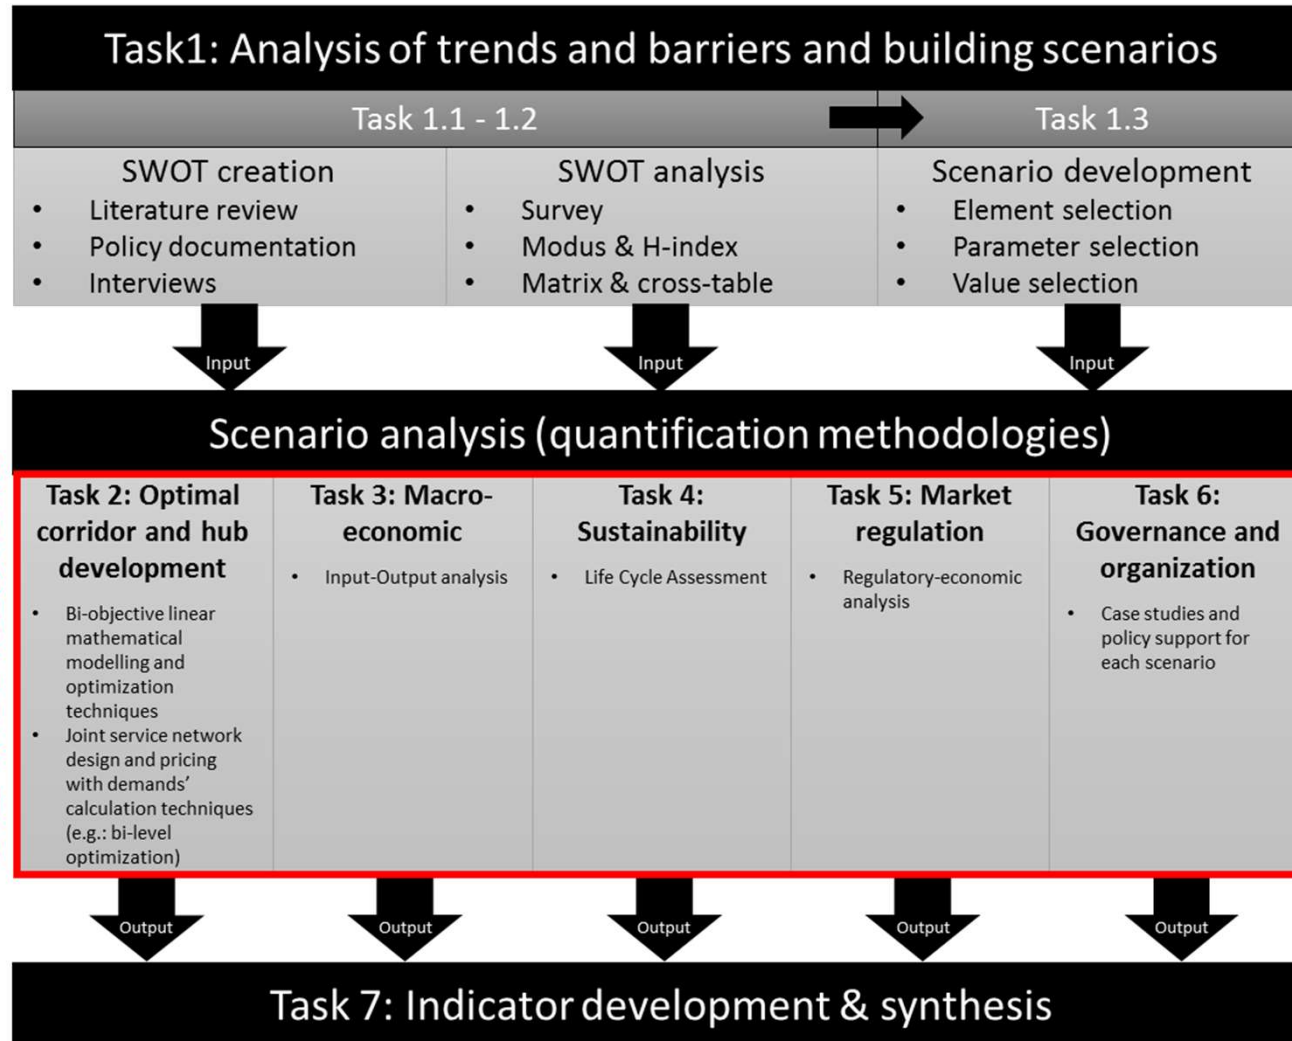 Task1: Analysis of trends and barriers and building scenarios
Task 1.1 - 1.2
Task 1.3
SWOT creation
• Literature review
• Policy documentation
• Interviews
SWOT analysis
• Survey
• Modus & H-index
• Matrix & cross-table
Scenario development
• Element selection
• Parameter selection
• Value selection
Input
Input
Input
Scenario analysis (quantification methodologies)
Task 2: Optimal
corridor and hub
development
• Bi-objective linear
mathematical
modelling and
optimization
techniques
• Joint service network
design and pricing
with demands’
calculation techniques
(e.g.: bi-level
optimization)
Task 3: Macro-
economic
• Input-Output analysis
Task 4:
Sustainability
• Life Cycle Assessment
Task 5: Market
regulation
• Regulatory-economic
analysis
Task 6:
Governance and
organization
• Case studies and
policy support for
each scenario
Output
Output
Output
Output
Output
Task 7: Indicator development & synthesis